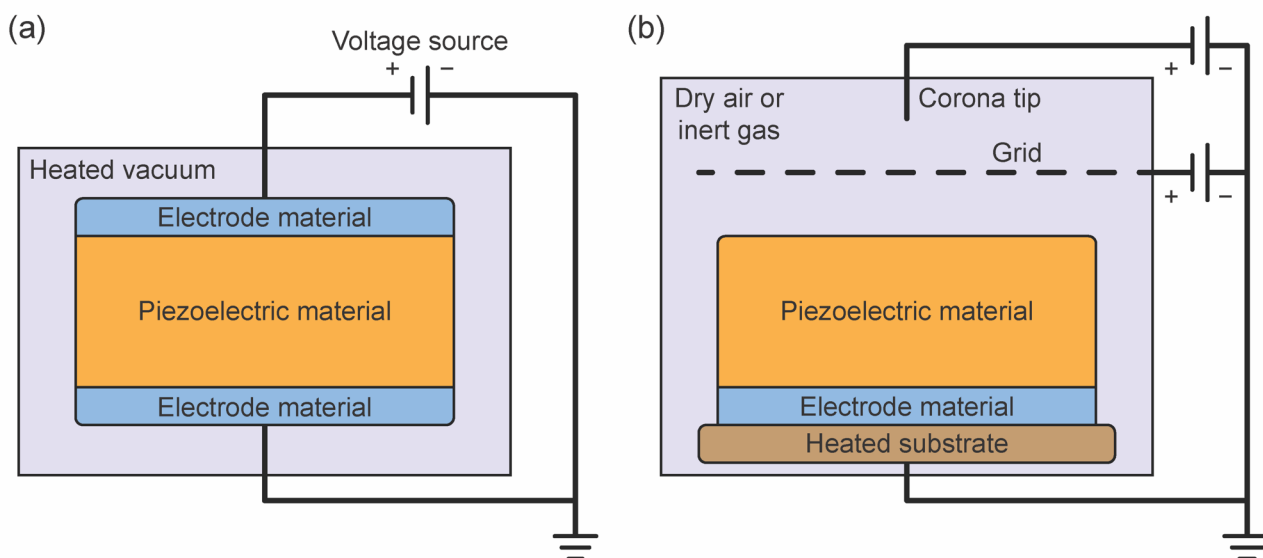 (a)
Voltage source
+ −
Heated vacuum
Electrode material
Piezoelectric material
Electrode material
(b)
+ −
Dry air or
inert gas
Corona tip
Grid
+ −
Piezoelectric material
Electrode material
Heated substrate